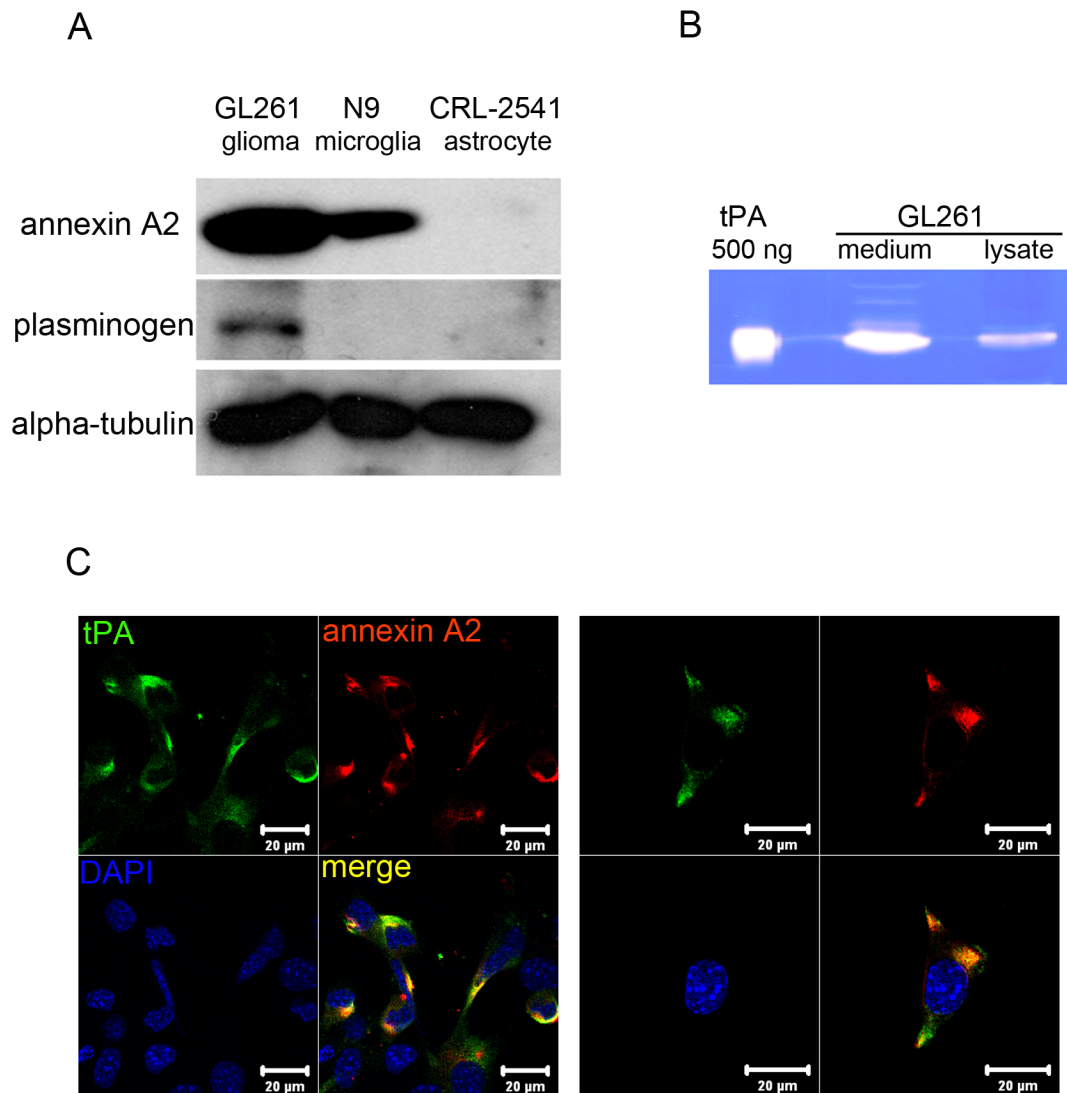 A
GL261 N9 CRL-2541
glioma microglia astrocyte
annexin A2
plasminogen
alpha-tubulin
B
tPA GL261
500 ng medium lysate
C
tPA annexin A2
20 µm 20 µm 20 µm 20 µm
DAPI merge
20 µm 20 µm 20 µm 20 µm